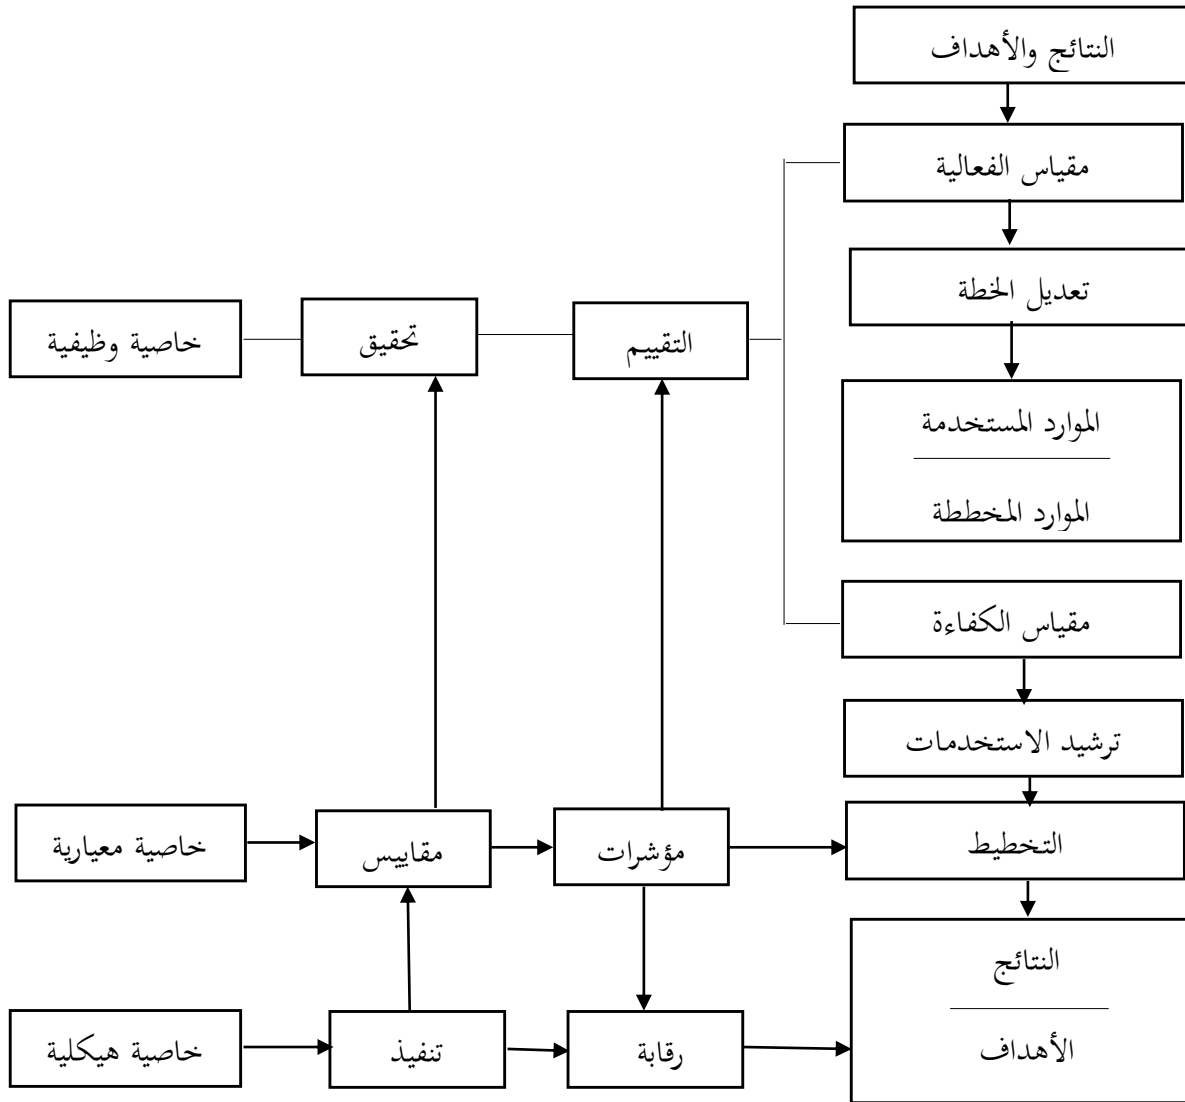 النتائج والأهداف
مقياس الفعالية
تعديل الخطة
خاصية وظيفية
تحقيق
التقييم
الموارد المستخدمة
الموارد المخططة
مقياس الكفاءة
ترشيد الاستخدمات
خاصية معيارية
مقاييس
مؤشرات
التخطيط
النتائج
الأهداف
خاصية هيكلية
تنفيذ
رقابة